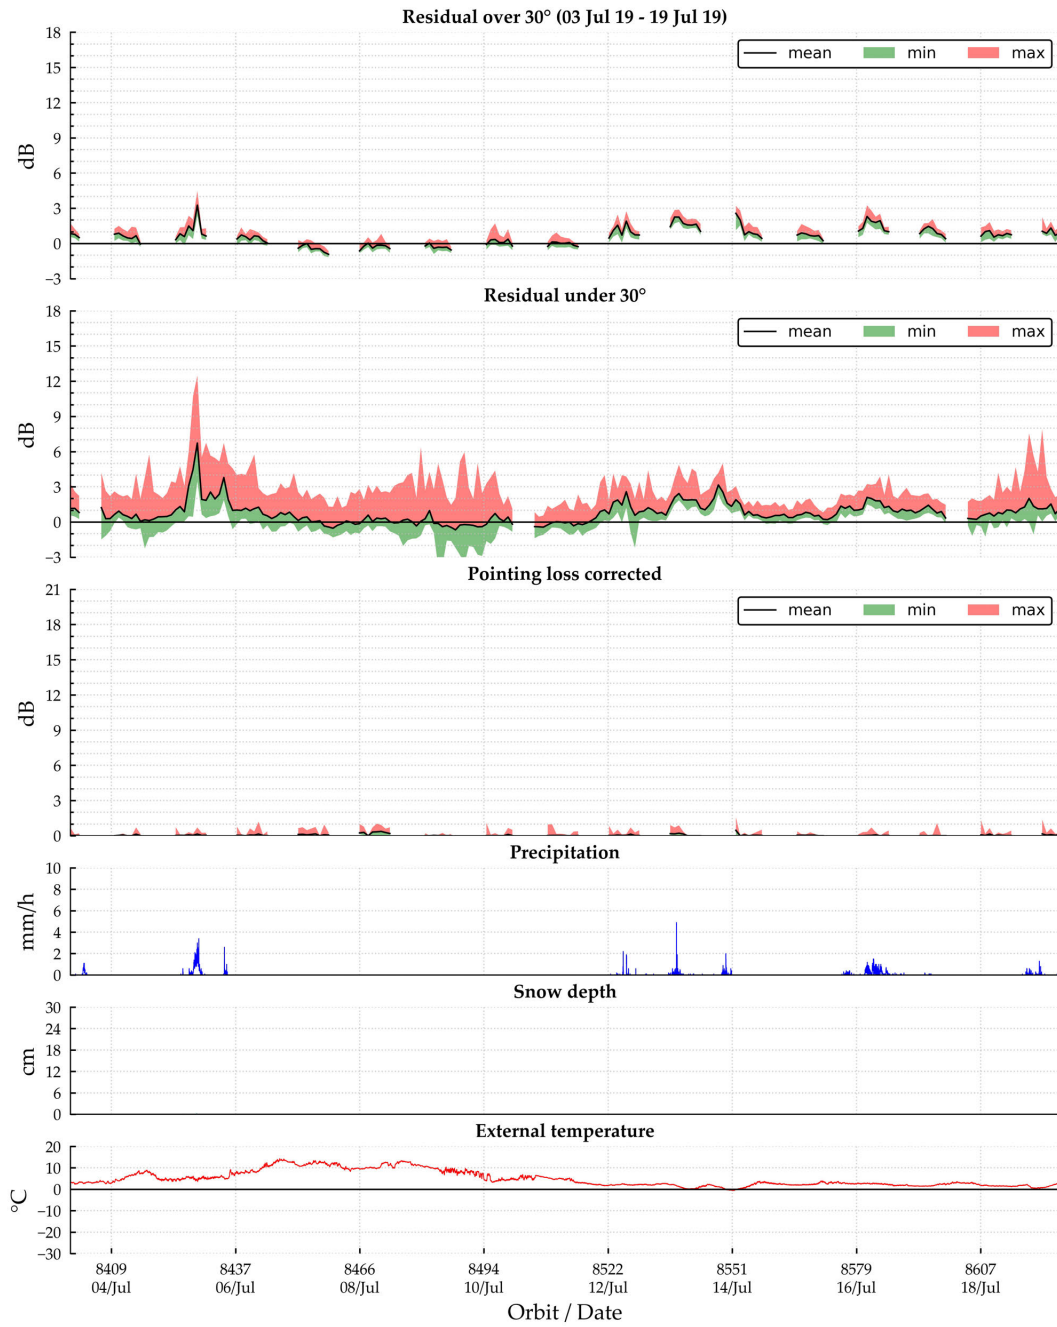 Residual over 30° (03 Jul 19 - 19 Jul 19)
18
15
12
9
6
3
0
−3
dB
mean
min
max
Residual under 30°
18
15
12
9
6
3
0
−3
dB
mean
min
max
Pointing loss corrected
21
18
15
12
9
6
3
0
dB
mean
min
max
Precipitation
10
8
6
4
2
0
mm/h
Snow depth
30
24
18
12
6
0
cm
External temperature
20
10
0
−10
−20
−30
°C
8409 8437 8466 8494 8522 8551 8579 8607
04/Jul 06/Jul 08/Jul 10/Jul 12/Jul 14/Jul 16/Jul 18/Jul
Orbit / Date